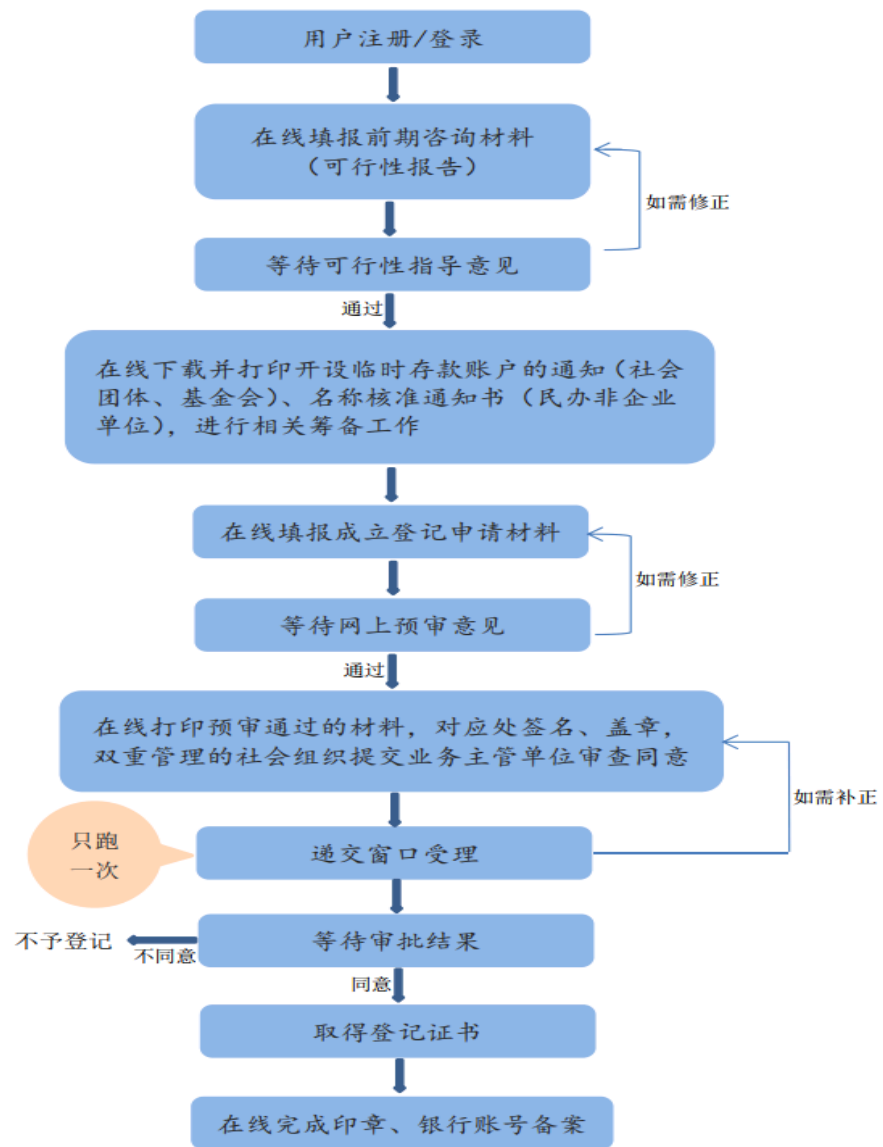 用户注册/登录
在线填报前期咨询材料
（可行性报告）
如需修正
等待可行性指导意见
通过
在线下载并打印开设临时存款账户的通知（社会
团体、基金会）、名称核准通知书（民办非企业
单位），进行相关筹备工作
在线填报成立登记申请材料
如需修正
等待网上预审意见
通过
在线打印预审通过的材料，对应处签名、盖章，
双重管理的社会组织提交业务主管单位审查同意
如需补正
只跑
一次
递交窗口受理
等待审批结果
不予登记
不同意
同意
取得登记证书
在线完成印章、银行账号备案